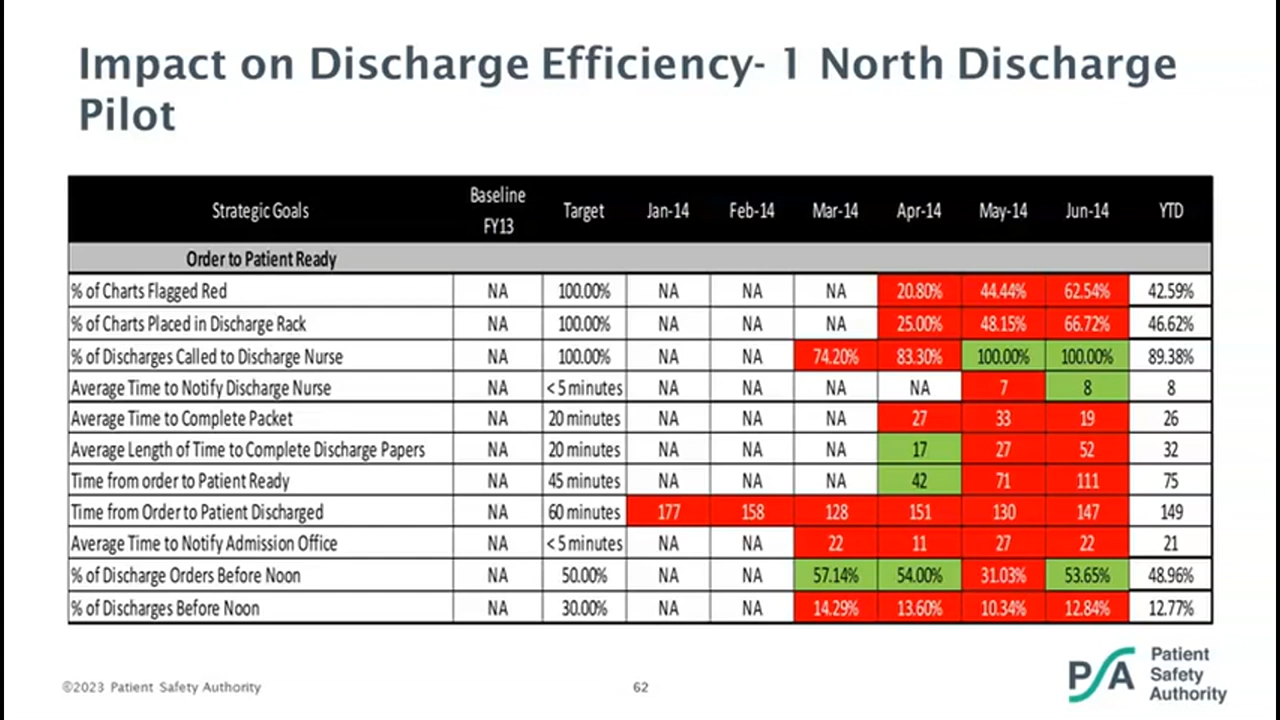 Impact on Discharge Efficiency- 1 North Discharge
Pilot
Strategic Goals Baseline FY13 Target Jan-14 Feb-14 Mar-14 Apr-14 May-14 Jun-14 YTD
Order to Patient Ready
% of Charts Flagged Red NA 100.00% NA NA NA 20.80% 44.44% 62.54% 42.59%
% of Charts Placed in Discharge Rack NA 100.00% NA NA NA 25.00% 48.15% 66.72% 46.62%
% of Discharges Called to Discharge Nurse NA 100.00% NA NA 74.20% 83.30% 100.00% 100.00% 89.38%
Average Time to Notify Discharge Nurse NA < 5 minutes NA NA NA NA 7 8 8
Average Time to Complete Packet NA 20 minutes NA NA NA 27 33 19 26
Average Length of Time to Complete Discharge Papers NA 20 minutes NA NA NA 17 27 52 32
Time from order to Patient Ready NA 45 minutes NA NA NA 42 71 111 75
Time from Order to Patient Discharged NA 60 minutes 177 158 128 151 130 147 149
Average Time to Notify Admission Office NA < 5 minutes NA NA 22 11 27 22 21
% of Discharge Orders Before Noon NA 50.00% NA NA 57.14% 54.00% 31.03% 53.65% 48.96%
% of Discharges Before Noon NA 30.00% NA NA 14.29% 13.60% 10.34% 12.84% 12.77%
©2023 Patient Safety Authority
62
PSA
Patient
Safety
Authority